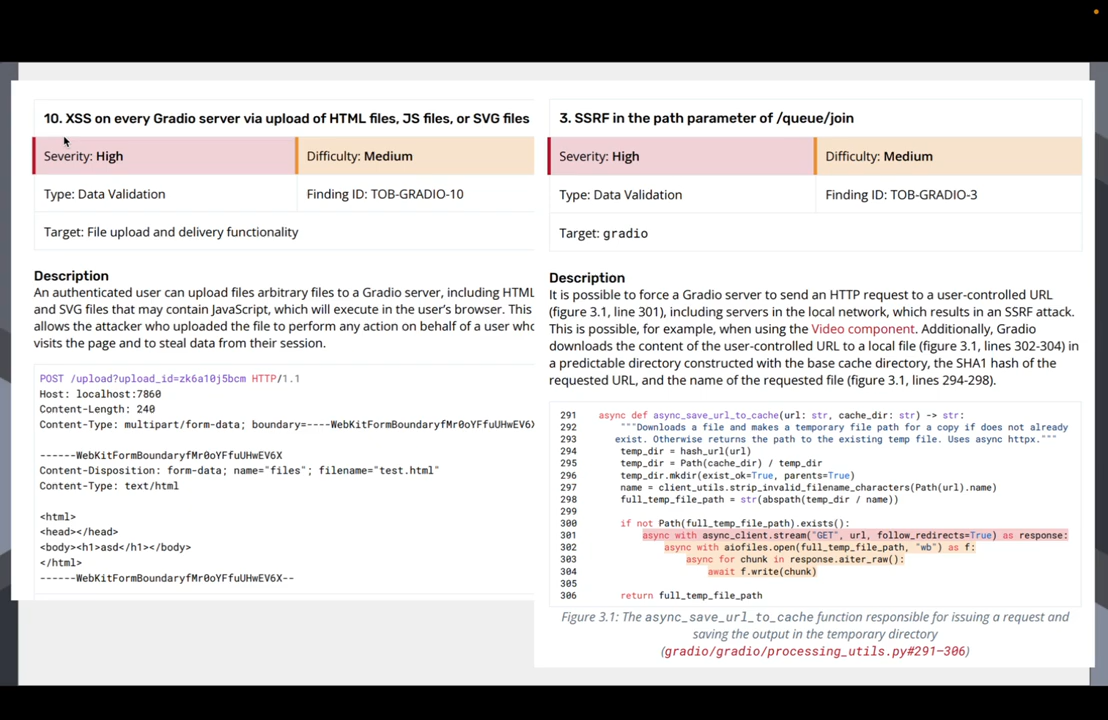 10. XSS on every Gradio server via upload of HTML files, JS files, or SVG files
Severity: High
Difficulty: Medium
Type: Data Validation
Finding ID: TOB-GRADIO-10
Target: File upload and delivery functionality
Description
An authenticated user can upload files arbitrary files to a Gradio server, including HTML
and SVG files that may contain JavaScript, which will execute in the user's browser. This
allows the attacker who uploaded the file to perform any action on behalf of a user who
visits the page and to steal data from their session.
POST /upload?upload_id=zk6a10j5bcm HTTP/1.1
Host: localhost:7860
Content-Length: 240
Content-Type: multipart/form-data; boundary=----WebKitFormBoundaryfMr0oYFfuUHwEV6X
------WebKitFormBoundaryfMr0oYFfuUHwEV6X
Content-Disposition: form-data; name="files"; filename="test.html"
Content-Type: text/html
<html>
<head></head>
<body><h1>asd</h1></body>
</html>
------WebKitFormBoundaryfMr0oYFfuUHwEV6X--
3. SSRF in the path parameter of /queue/join
Severity: High
Difficulty: Medium
Type: Data Validation
Finding ID: TOB-GRADIO-3
Target: gradio
Description
It is possible to force a Gradio server to send an HTTP request to a user-controlled URL
(figure 3.1, line 301), including servers in the local network, which results in an SSRF attack.
This is possible, for example, when using the Video component. Additionally, Gradio
downloads the content of the user-controlled URL to a local file (figure 3.1, lines 302-304) in
a predictable directory constructed with the base cache directory, the SHA1 hash of the
requested URL, and the name of the requested file (figure 3.1, lines 294-298).
291 async def async_save_url_to_cache(url: str, cache_dir: str) -> str:
292 """Downloads a file and makes a temporary file path for a copy if does not already
293 exist. Otherwise returns the path to the existing temp file. Uses async httpx."""
294 temp_dir = hash_url(url)
295 temp_dir = Path(cache_dir) / temp_dir
296 temp_dir.mkdir(exist_ok=True, parents=True)
297 name = client_utils.strip_invalid_filename_characters(Path(url).name)
298 full_temp_file_path = str(abspath(temp_dir / name))
299
300 if not Path(full_temp_file_path).exists():
301 async with async_client.stream("GET", url, follow_redirects=True) as response:
302 async with aiofiles.open(full_temp_file_path, "wb") as f:
303 async for chunk in response.aiter_raw():
304 await f.write(chunk)
305
306 return full_temp_file_path
Figure 3.1: The async_save_url_to_cache function responsible for issuing a request and
saving the output in the temporary directory
(gradio/gradio/processing_utils.py#291–306)